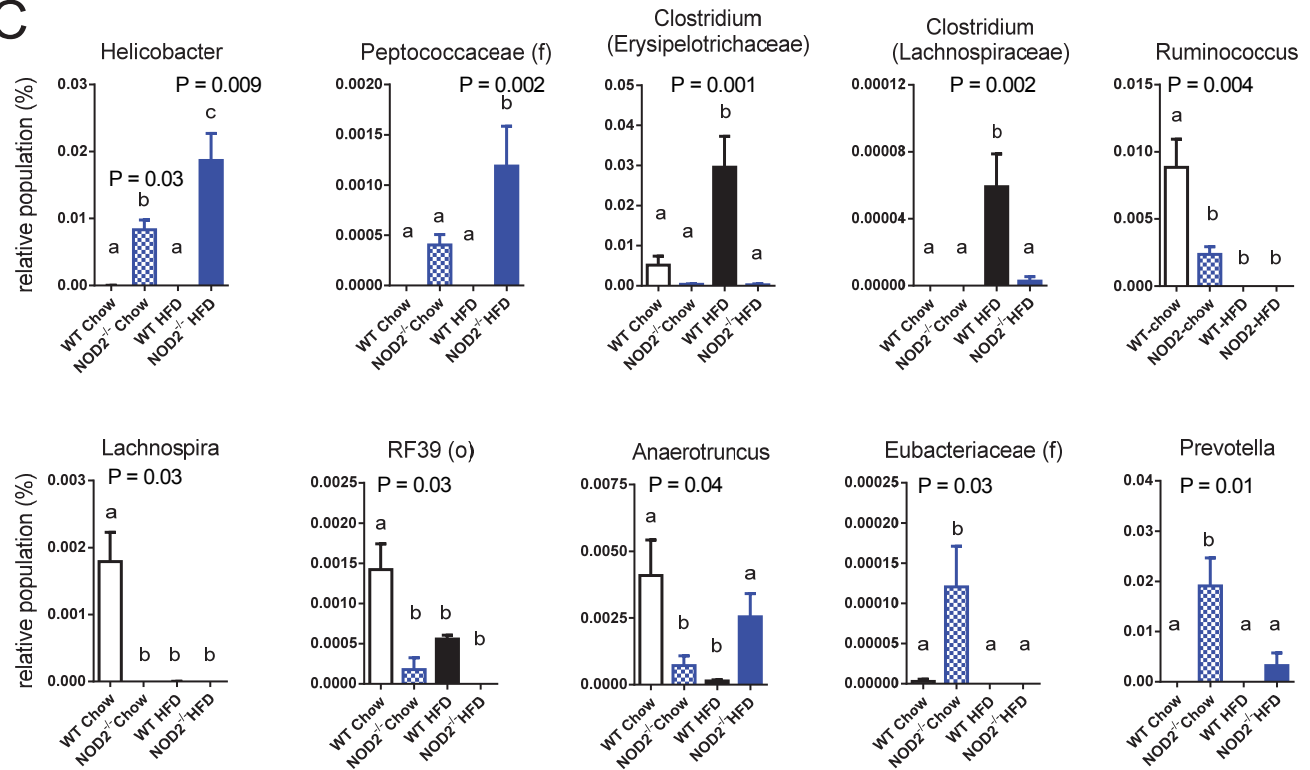 C
Helicobacter
relative population (%)
0.03
0.02
0.01
0.00
P = 0.009
P = 0.03
a
b
a
c
WT Chow
NOD2-/- Chow
WT HFD
NOD2-/- HFD
Peptococcaceae (f)
0.0020
0.0015
0.0010
0.0005
0.0000
P = 0.002
a
a
a
b
WT Chow
NOD2-/- Chow
WT HFD
NOD2-/- HFD
Clostridium
(Erysipelotrichaceae)
0.05
0.04
0.03
0.02
0.01
0.00
P = 0.001
a
a
b
a
WT Chow
NOD2-/- Chow
WT HFD
NOD2-/- HFD
Clostridium
(Lachnospiraceae)
0.00012
0.00008
0.00004
0.00000
P = 0.002
a
a
b
a
WT Chow
NOD2-/- Chow
WT HFD
NOD2-/- HFD
Ruminococcus
0.015
0.010
0.005
0.000
P = 0.004
a
b
b
b
WT-chow
NOD2-chow
WT-HFD
NOD2-HFD
Lachnospira
relative population (%)
0.003
0.002
0.001
0.000
P = 0.03
a
b
b
b
WT Chow
NOD2-/- Chow
WT HFD
NOD2-/- HFD
RF39 (o)
0.0025
0.0020
0.0015
0.0010
0.0005
0.0000
P = 0.03
a
b
b
b
WT Chow
NOD2-/- Chow
WT HFD
NOD2-/- HFD
Anaerotruncus
0.0075
0.0050
0.0025
0.0000
P = 0.04
a
b
b
a
WT Chow
NOD2-/- Chow
WT HFD
NOD2-/- HFD
Eubacteriaceae (f)
0.00025
0.00020
0.00015
0.00010
0.00005
0.00000
P = 0.03
a
b
a
a
WT Chow
NOD2-/- Chow
WT HFD
NOD2-/- HFD
Prevotella
0.04
0.03
0.02
0.01
0.00
P = 0.01
a
b
a
a
WT Chow
NOD2-/- Chow
WT HFD
NOD2-/- HFD